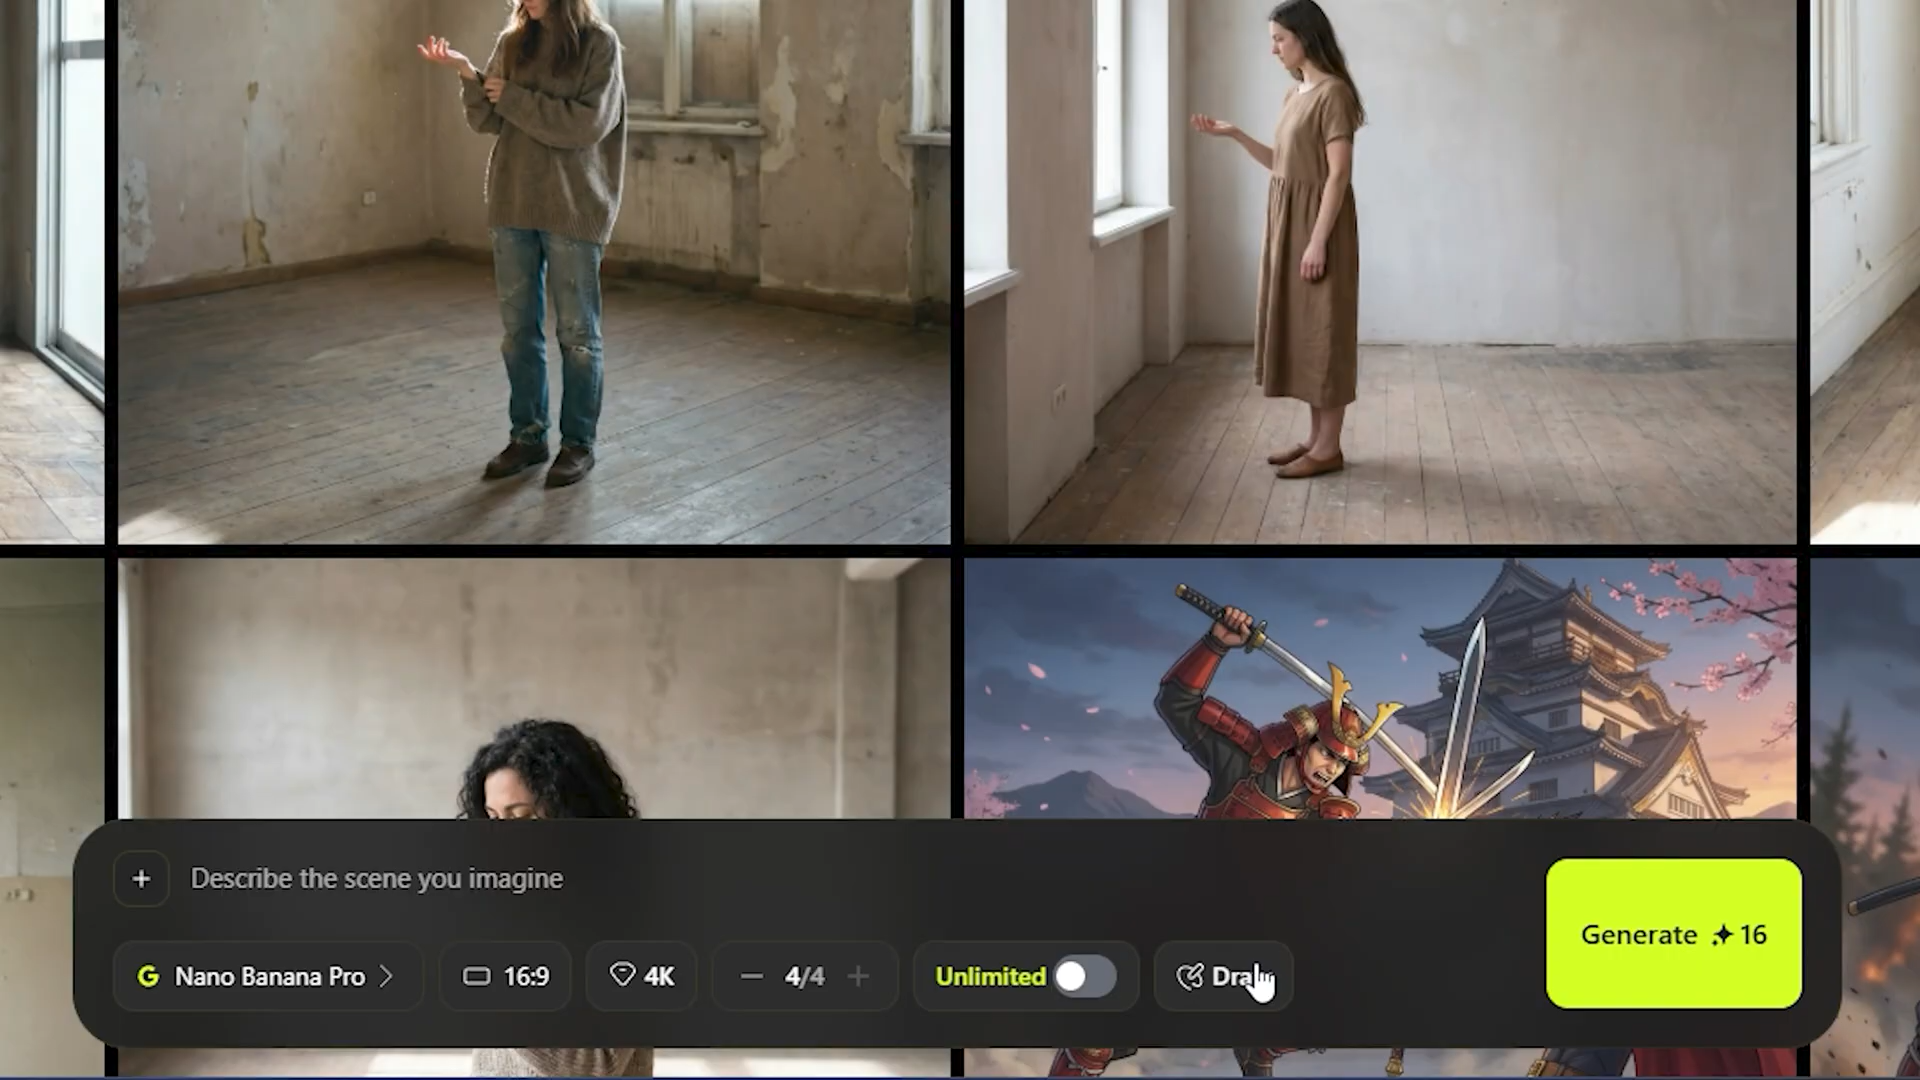 + Describe the scene you imagine
G Nano Banana Pro > 16:9 4K — 4/4 + Unlimited
Generate 16